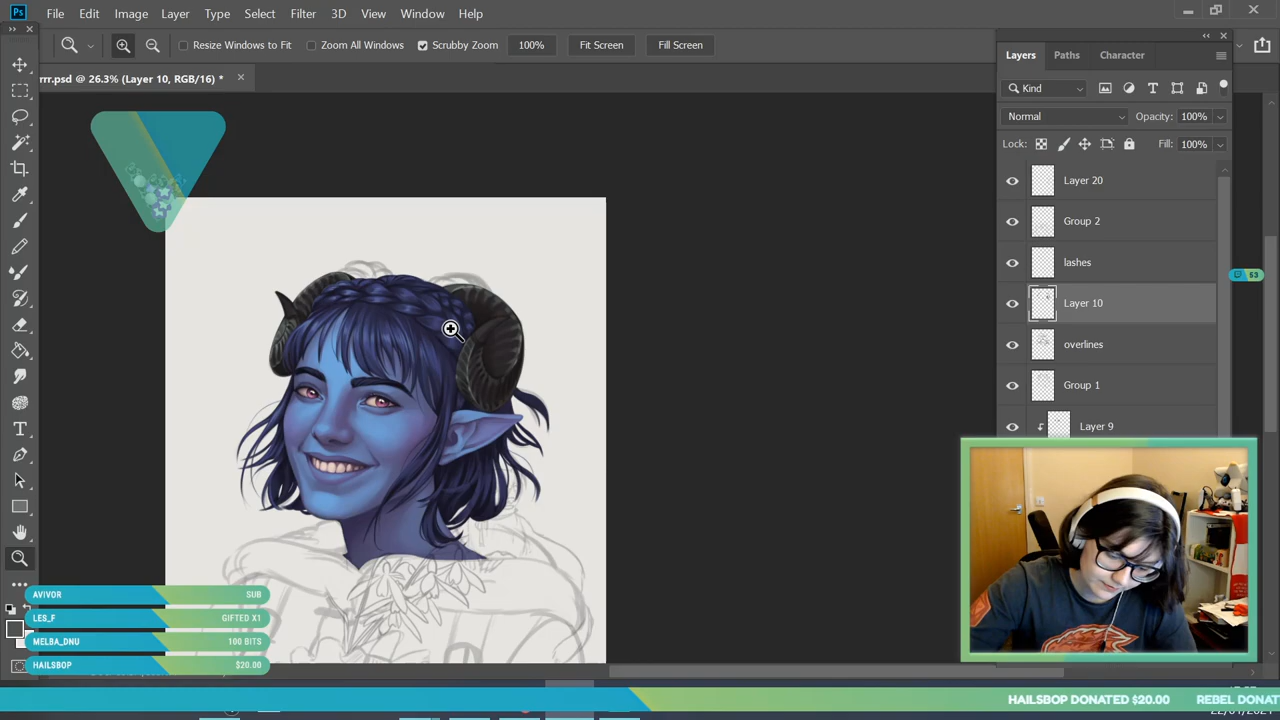 Ps File Edit Image Layer Type Select Filter 3D View Window Help
Resize Windows to Fit Zoom All Windows Scrubby Zoom 100% Fit Screen Fill Screen
rrr.psd @ 26.3% (Layer 10, RGB/16) *
Layers Paths Character
Kind
Normal Opacity: 100%
Lock: Fill: 100%
Layer 20
Group 2
lashes
53
Layer 10
overlines
Group 1
Layer 9
AVIVOR SUB
LES_F GIFTED X1
MELBA_DNU 100 BITS
HAILSBOP $20.00
HAILSBOP DONATED $20.00 REBEL DONAT